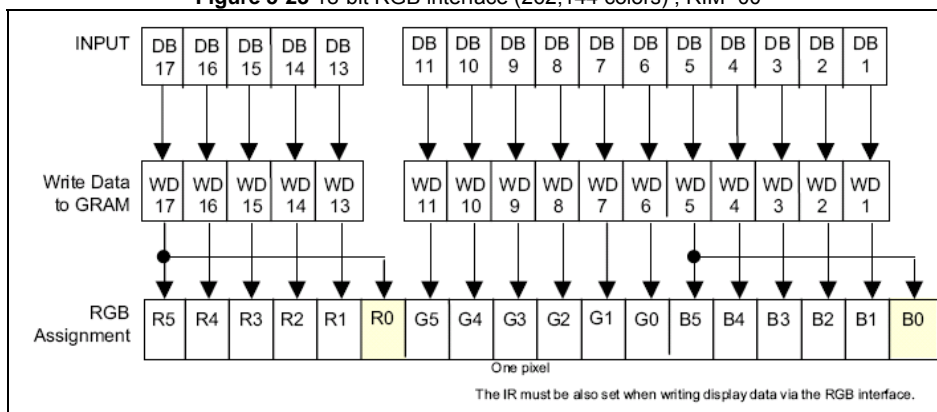 Figure 5-25 18-bit RGB interface (262,144 colors) , RIM=00
INPUT DB 17 DB 16 DB 15 DB 14 DB 13 DB 11 DB 10 DB 9 DB 8 DB 7 DB 6 DB 5 DB 4 DB 3 DB 2 DB 1
Write Data to GRAM WD 17 WD 16 WD 15 WD 14 WD 13 WD 11 WD 10 WD 9 WD 8 WD 7 WD 6 WD 5 WD 4 WD 3 WD 2 WD 1
RGB Assignment R5 R4 R3 R2 R1 R0 G5 G4 G3 G2 G1 G0 B5 B4 B3 B2 B1 B0
One pixel
The IR must be also set when writing display data via the RGB interface.